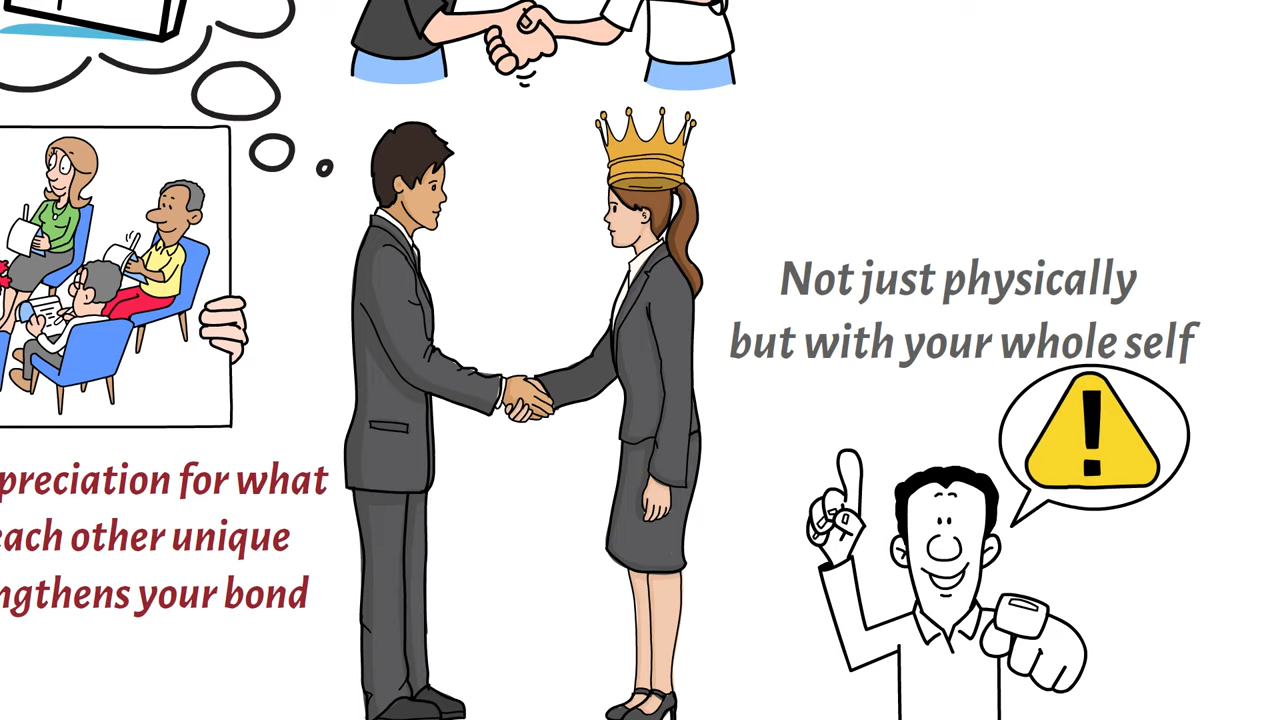 Not just physically
but with your whole self
preciation for what
each other unique
ngthens your bond